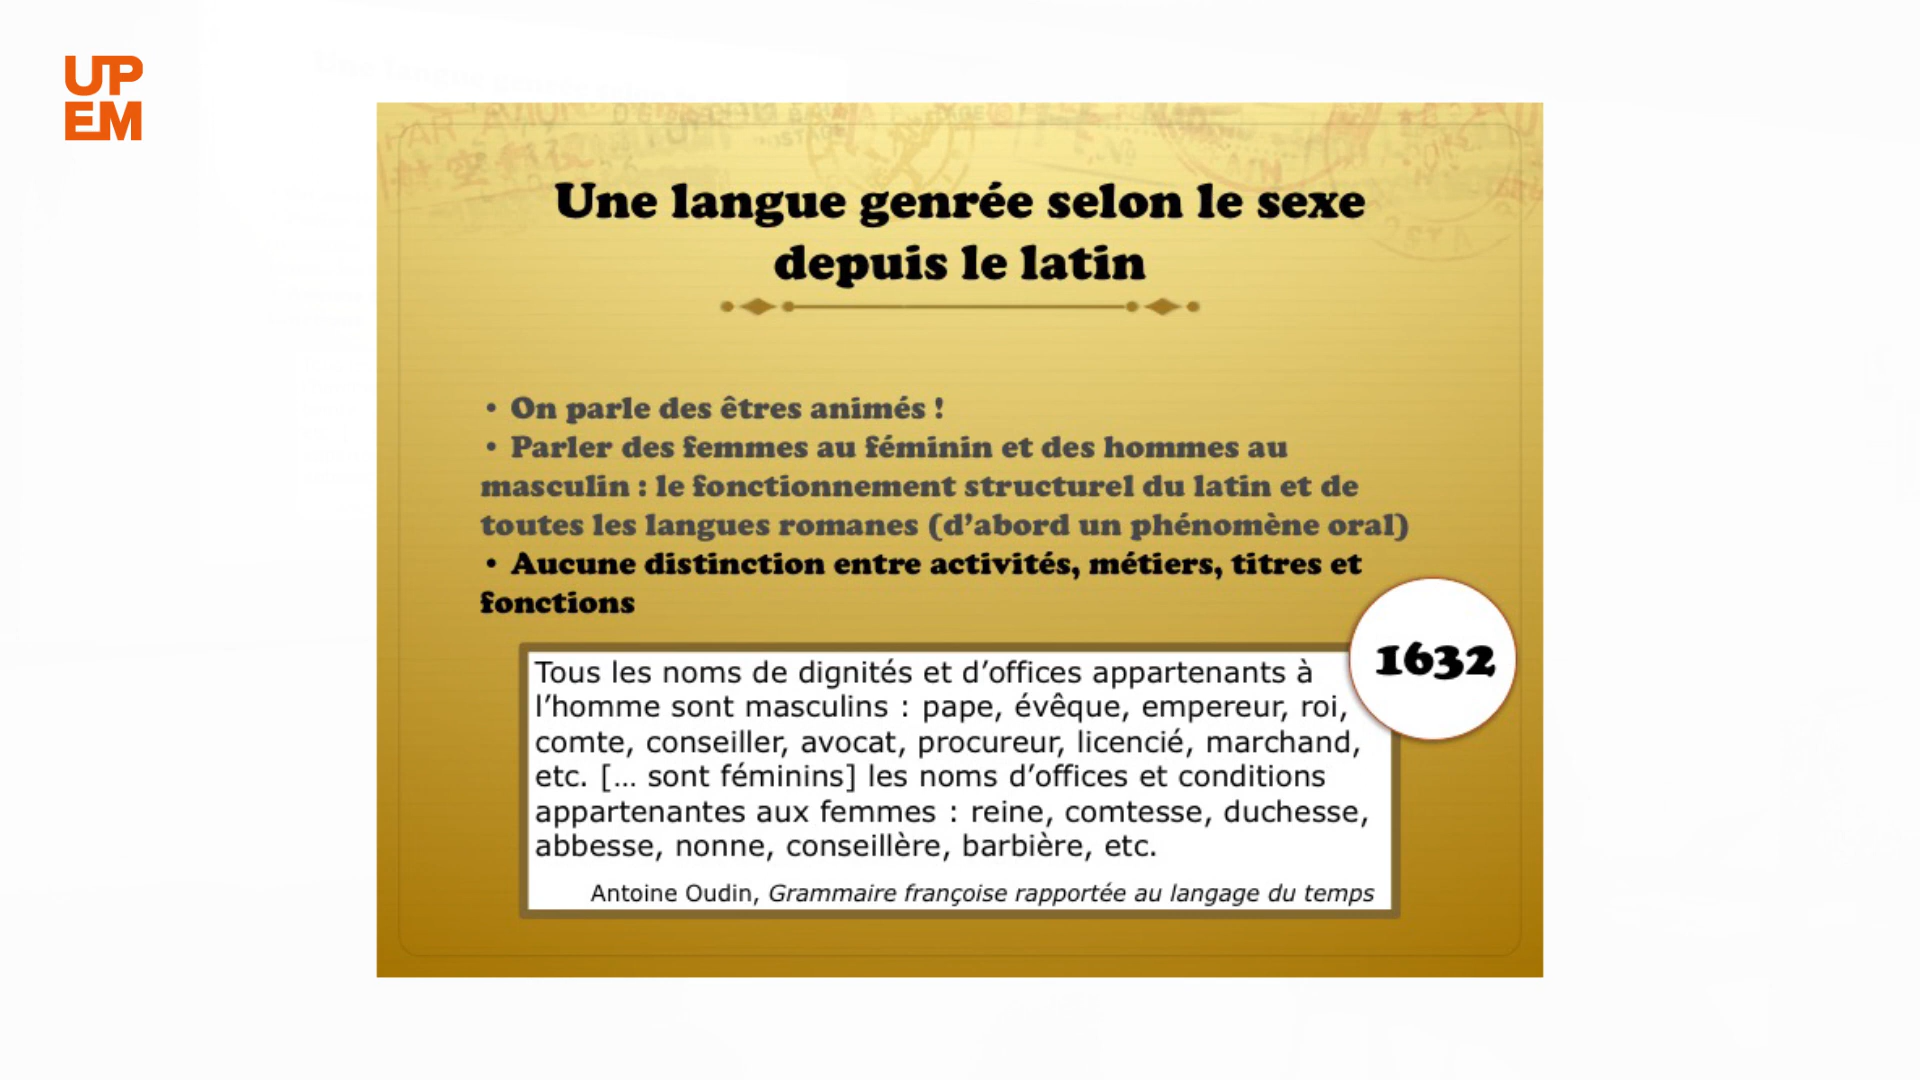 UP
EM
Une langue genrée selon le sexe
depuis le latin
• On parle des êtres animés !
• Parler des femmes au féminin et des hommes au
masculin : le fonctionnement structurel du latin et de
toutes les langues romanes (d’abord un phénomène oral)
• Aucune distinction entre activités, métiers, titres et
fonctions
1632
Tous les noms de dignités et d’offices appartenants à
l’homme sont masculins : pape, évêque, empereur, roi,
comte, conseiller, avocat, procureur, licencié, marchand,
etc. [... sont féminins] les noms d’offices et conditions
appartenantes aux femmes : reine, comtesse, duchesse,
abbesse, nonne, conseillère, barbière, etc.
Antoine Oudin, Grammaire françoise rapportée au langage du temps